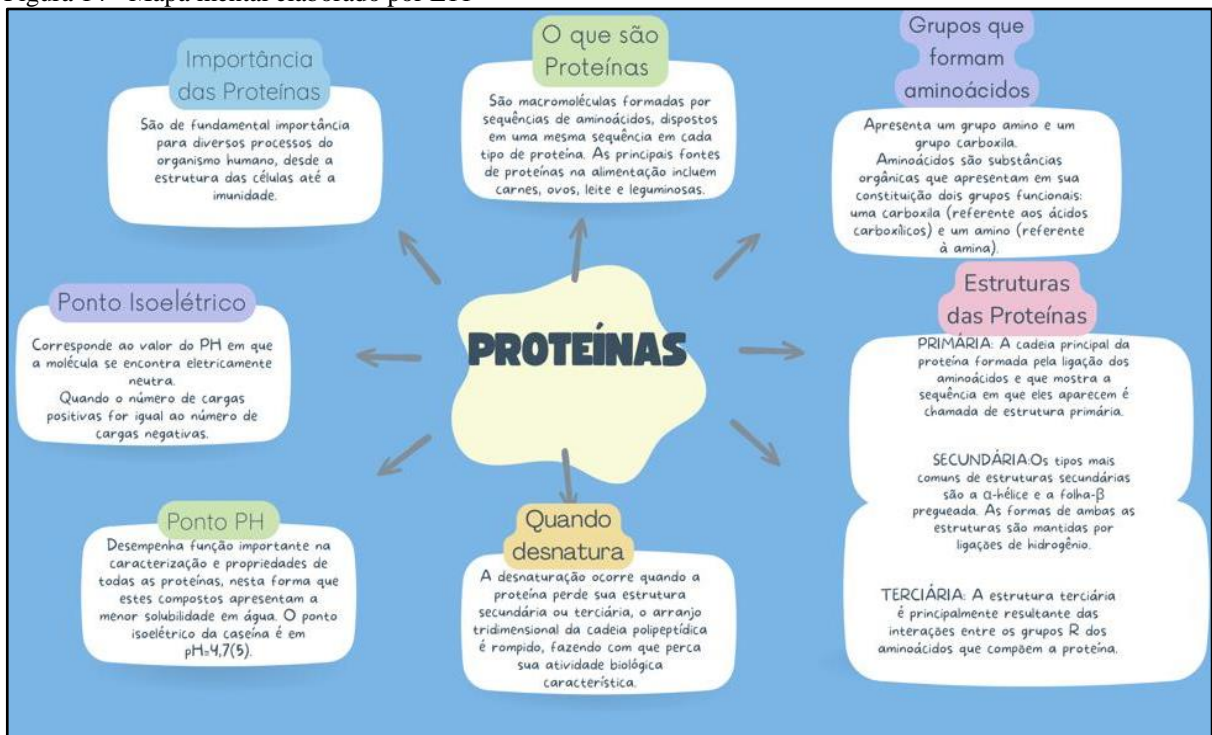 Importância
das Proteínas
São de fundamental importância
para diversos processos do
organismo humano, desde a
estrutura das células até a
imunidade.
O que são
Proteínas
São macromoléculas formadas por
sequências de aminoácidos, dispostos
em uma mesma sequência em cada
tipo de proteína. As principais fontes
de proteínas na alimentação incluem
carnes, ovos, leite e leguminosas.
Grupos que
formam
aminoácidos
Apresenta um grupo amino e um
grupo carboxila.
Aminoácidos são substâncias
orgânicas que apresentam em sua
constituição dois grupos funcionais:
uma carboxila (referente aos ácidos
carboxílicos) e um amino (referente
à amina).
Ponto Isoelétrico
Corresponde ao valor do PH em que
a molécula se encontra eletricamente
neutra.
Quando o número de cargas
positivas for igual ao número de
cargas negativas.
PROTEÍNAS
Estruturas
das Proteínas
PRIMÁRIA: A cadeia principal da
proteína formada pela ligação dos
aminoácidos e que mostra a
sequência em que eles aparecem é
chamada de estrutura primária.
SECUNDÁRIA:Os tipos mais
comuns de estruturas secundárias
são a α-hélice e a folha-β
pregueada. As formas de ambas as
estruturas são mantidas por
ligações de hidrogênio.
TERCIÁRIA: A estrutura terciária
é principalmente resultante das
interações entre os grupos R dos
aminoácidos que compõem a proteína.
Ponto PH
Desempenha função importante na
caracterização e propriedades de
todas as proteínas, nesta forma que
estes compostos apresentam a
menor solubilidade em água. O ponto
isoelétrico da caseína é em
pH=4,7(5).
Quando
desnatura
A desnaturação ocorre quando a
proteína perde sua estrutura
secundária ou terciária, o arranjo
tridimensional da cadeia polipeptídica
é rompido, fazendo com que perca
sua atividade biológica
característica.